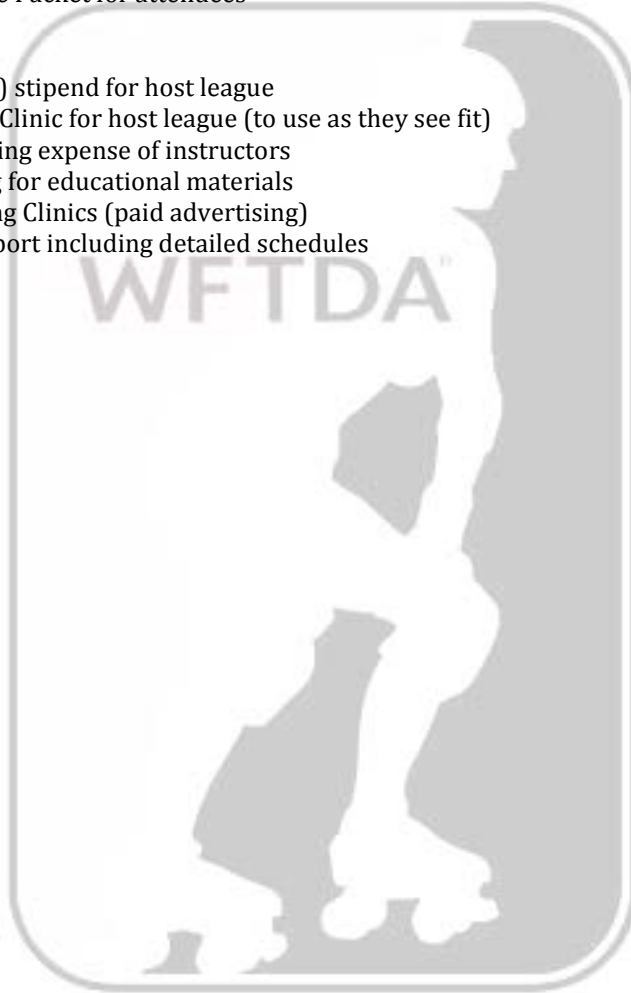 Packet for attendees
) stipend for host league
Clinic for host league (to use as they see fit)
ing expense of instructors
g for educational materials
ng Clinics (paid advertising)
port including detailed schedules
WFTDA